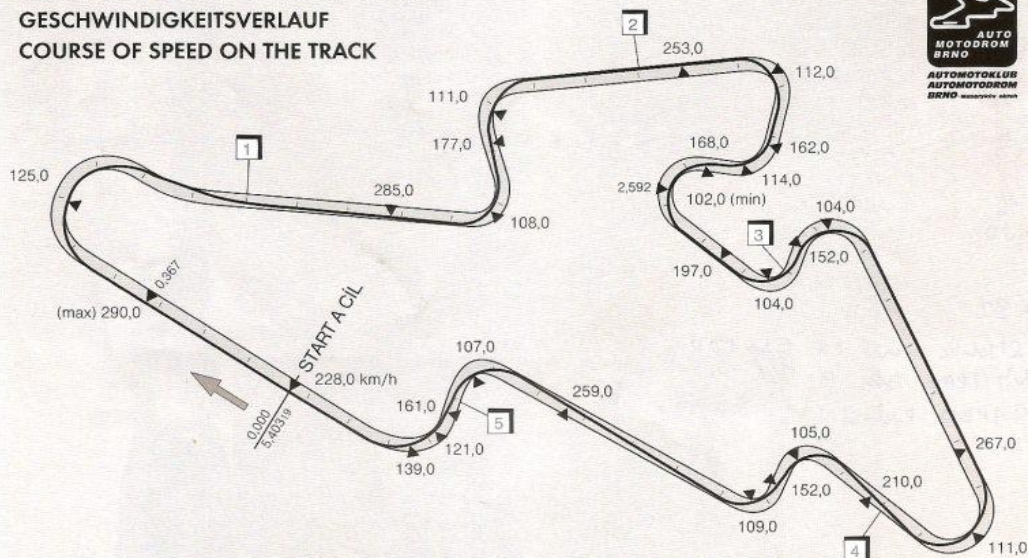 GESCHWINDIGKEITSVERLAUF
COURSE OF SPEED ON THE TRACK
AUTO
MOTODROM
BRNO
AUTOMOTOKLUB
AUTOMOTODROM
BRNO Masarykův okruh
1
2
253,0
112,0
111,0
177,0
168,0
162,0
114,0
125,0
285,0
108,0
2,592
102,0 (min)
104,0
3
152,0
197,0
104,0
0,367
(max) 290,0
START A CÍL
228,0 km/h
0,000
5,40319
107,0
259,0
161,0
5
121,0
139,0
105,0
267,0
210,0
152,0
109,0
4
111,0